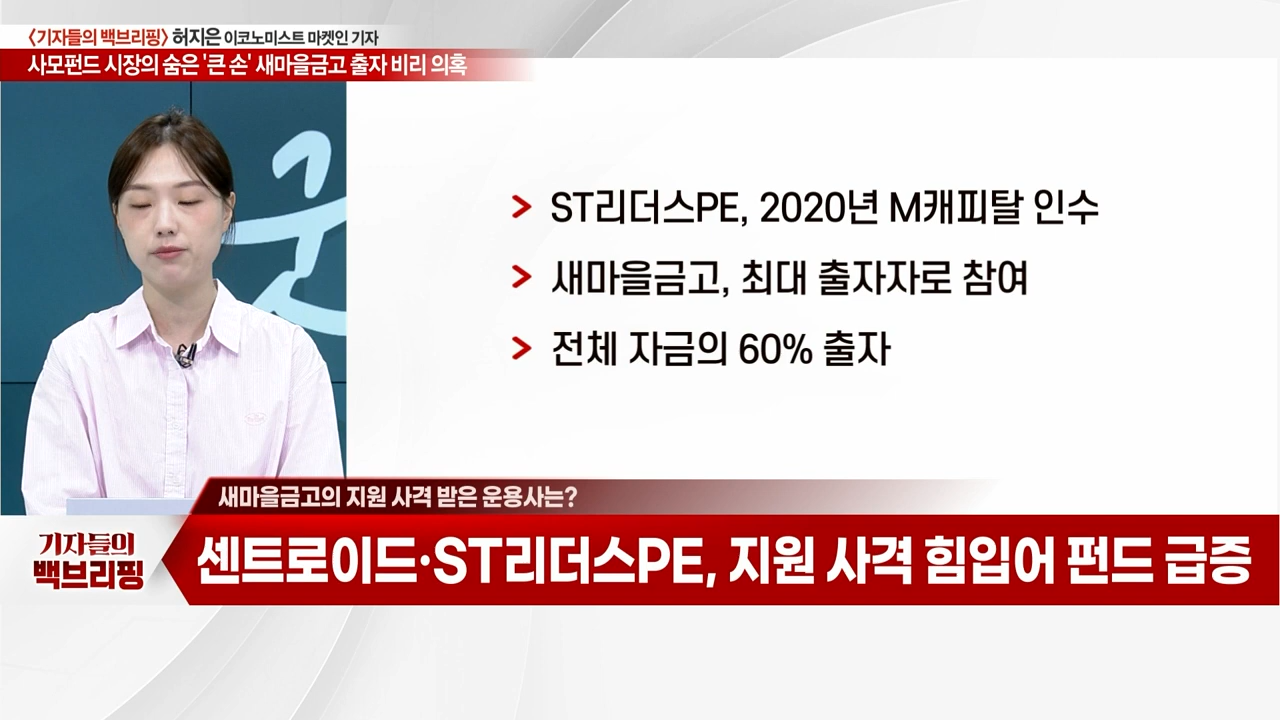 <기자들의 백브리핑> 허지은 이코노미스트 마켓인 기자
사모펀드 시장의 숨은 '큰 손' 새마을금고 출자 비리 의혹
> ST리더스PE, 2020년 M캐피탈 인수
> 새마을금고, 최대 출자자로 참여
> 전체 자금의 60% 출자
새마을금고의 지원 사격 받은 운용사는?
기자들의
백브리핑
센트로이드·ST리더스PE, 지원 사격 힘입어 펀드 급증